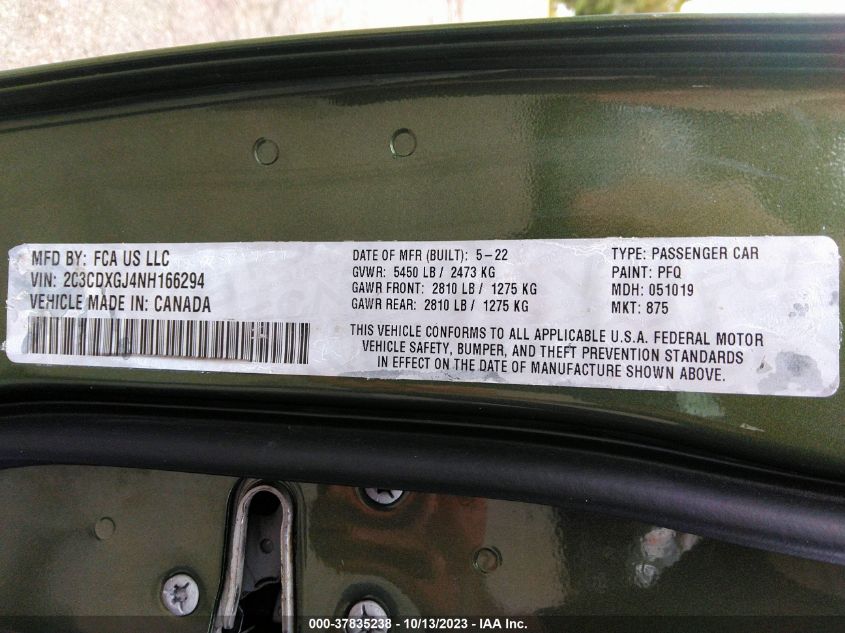 MFD BY: FCA US LLC
VIN: 2C3CDXGJ4NH166294
VEHICLE MADE IN: CANADA
DATE OF MFR (BUILT): 5-22
GVWR: 5450 LB / 2473 KG
GAWR FRONT: 2810 LB / 1275 KG
GAWR REAR: 2810 LB / 1275 KG
TYPE: PASSENGER CAR
PAINT: PFQ
MDH: 051019
MKT: 875
THIS VEHICLE CONFORMS TO ALL APPLICABLE U.S.A. FEDERAL MOTOR
VEHICLE SAFETY, BUMPER, AND THEFT PREVENTION STANDARDS
IN EFFECT ON THE DATE OF MANUFACTURE SHOWN ABOVE.
000-37835238 - 10/13/2023 - IAA Inc.